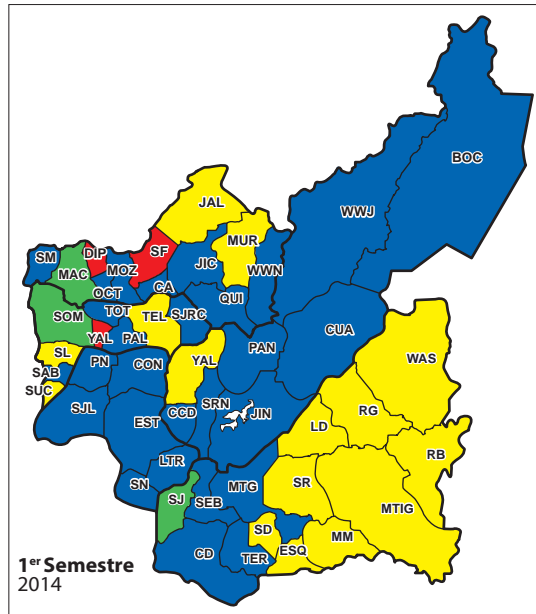 BOC
WWJ
JAL
MUR
DIP
SF
SM
MOZ
JIC
WWN
MAC
CA
OCT
QUI
SOM
TOT
TEL
SJRC
CUA
YAL
PAL
PAN
SL
PN
CON
YAL
WAS
SAB
SUC
SJL
CCD
SRN
JIN
RG
EST
LD
RB
LTR
SN
SJ
SEB
MTG
SR
MTIG
SD
CD
TER
ESQ
MM
1er Semestre
2014